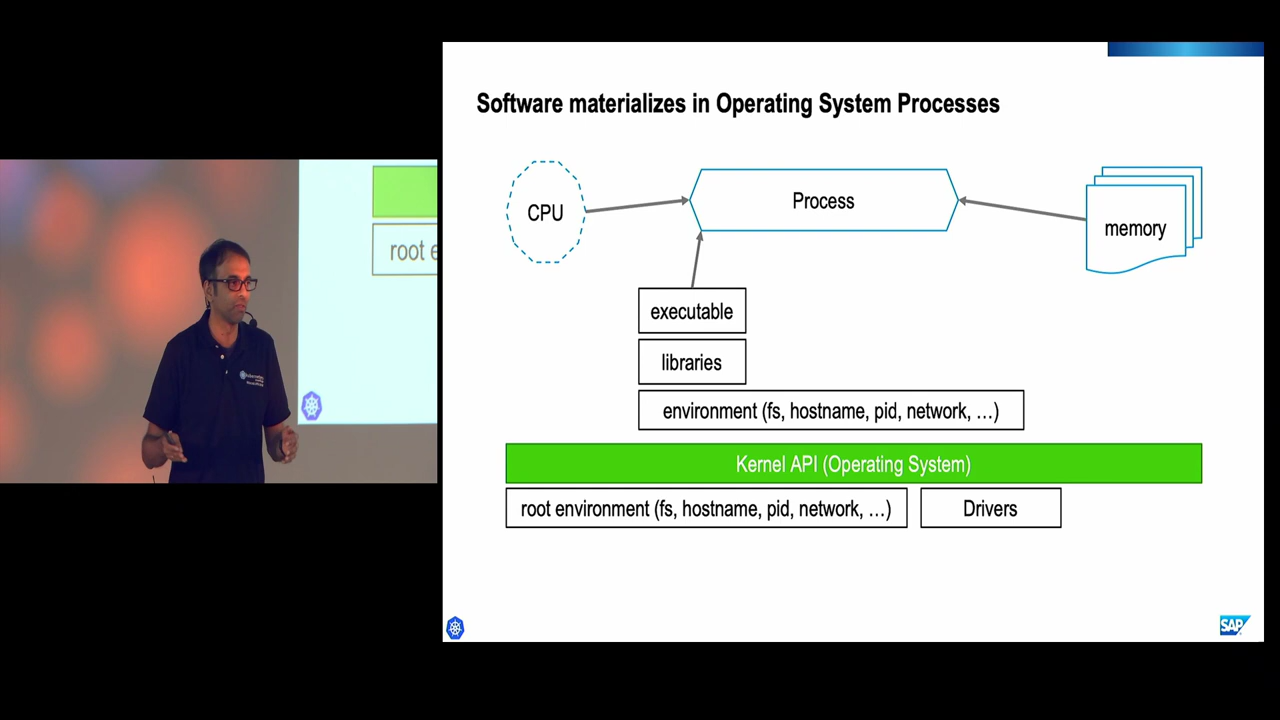 Software materializes in Operating System Processes
CPU
Process
memory
executable
libraries
environment (fs, hostname, pid, network, …)
Kernel API (Operating System)
root environment (fs, hostname, pid, network, …)
Drivers
SAP
root e